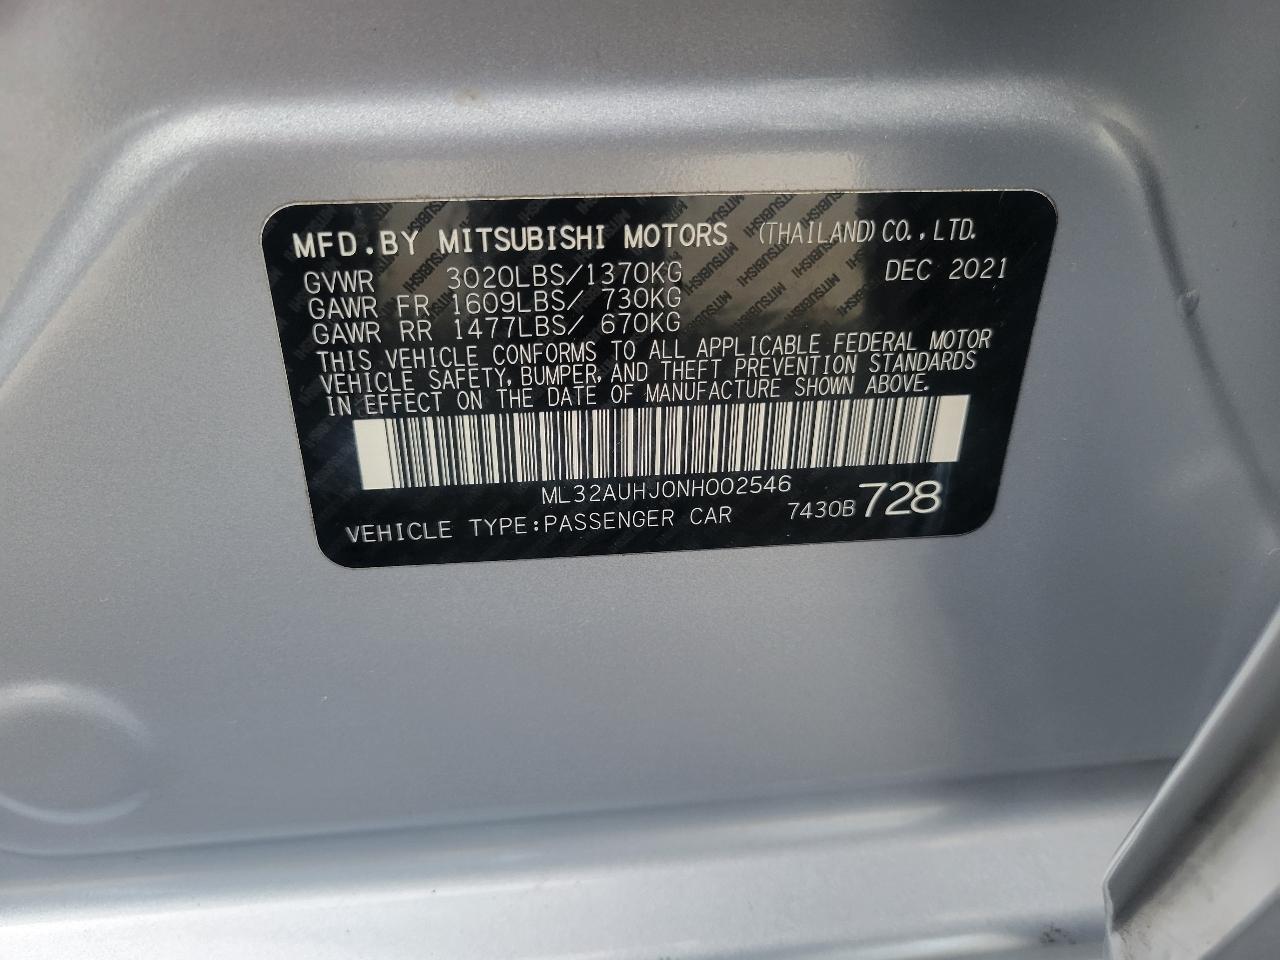 MFD.BY MITSUBISHI MOTORS (THAILAND) CO.,LTD.
GVWR 3020LBS/1370KG DEC 2021
GAWR FR 1609LBS/ 730KG
GAWR RR 1477LBS/ 670KG
THIS VEHICLE CONFORMS TO ALL APPLICABLE FEDERAL MOTOR
VEHICLE SAFETY, BUMPER, AND THEFT PREVENTION STANDARDS
IN EFFECT ON THE DATE OF MANUFACTURE SHOWN ABOVE.
ML32AUHJ0NH002546
VEHICLE TYPE:PASSENGER CAR 7430B 728